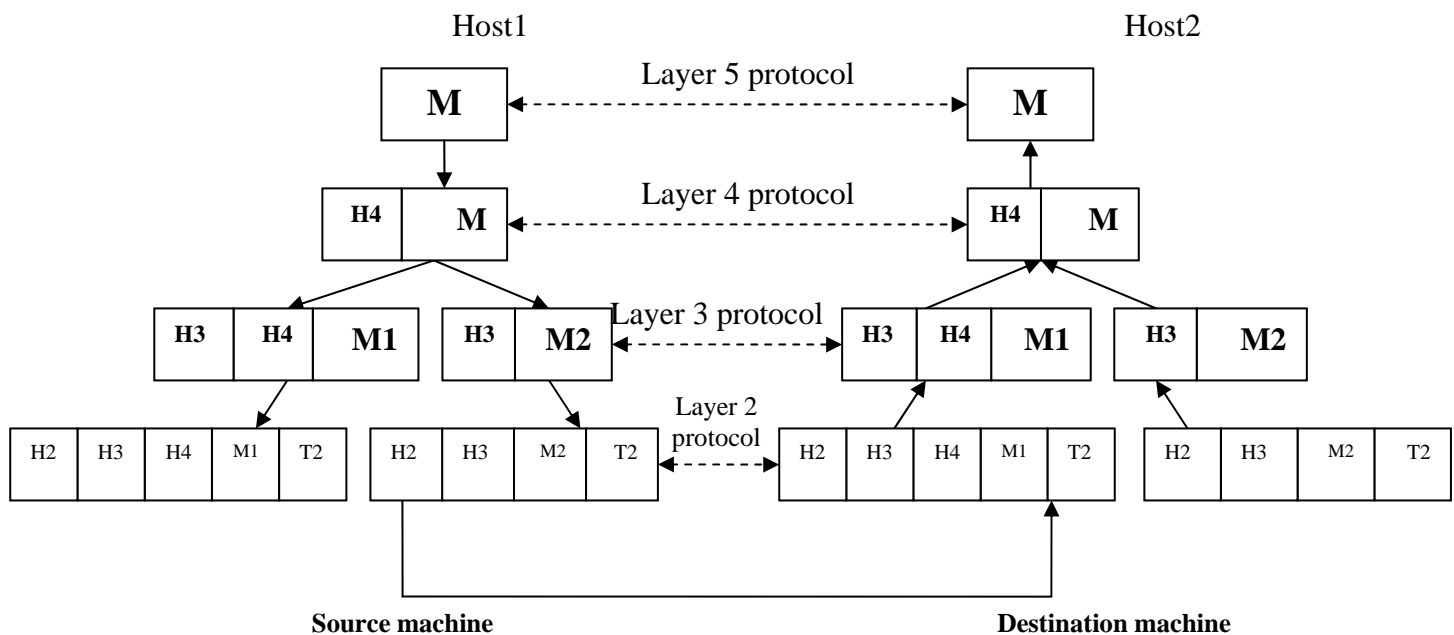 Host1 Host2
M Layer 5 protocol M
H4 M Layer 4 protocol H4 M
H3 H4 M1 H3 M2 Layer 3 protocol H3 H4 M1 H3 M2
Layer 2
protocol
H2 H3 H4 M1 T2 H2 H3 M2 T2 H2 H3 H4 M1 T2 H2 H3 M2 T2
Source machine Destination machine